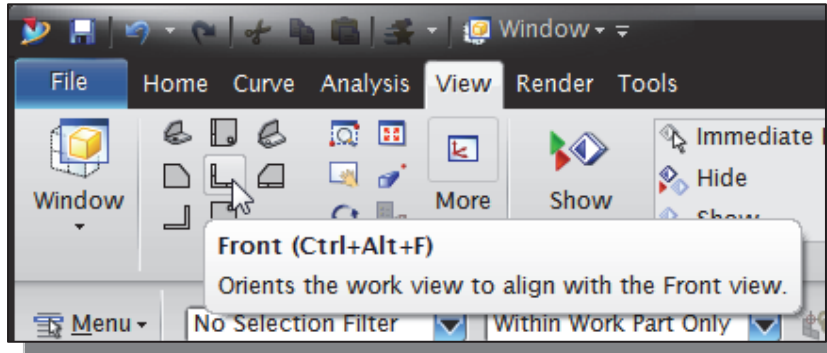 Window
File Home Curve Analysis View Render Tools
Immediate
Hide
Window More Show
Show
Front (Ctrl+Alt+F)
Orients the work view to align with the Front view.
Menu No Selection Filter Within Work Part Only